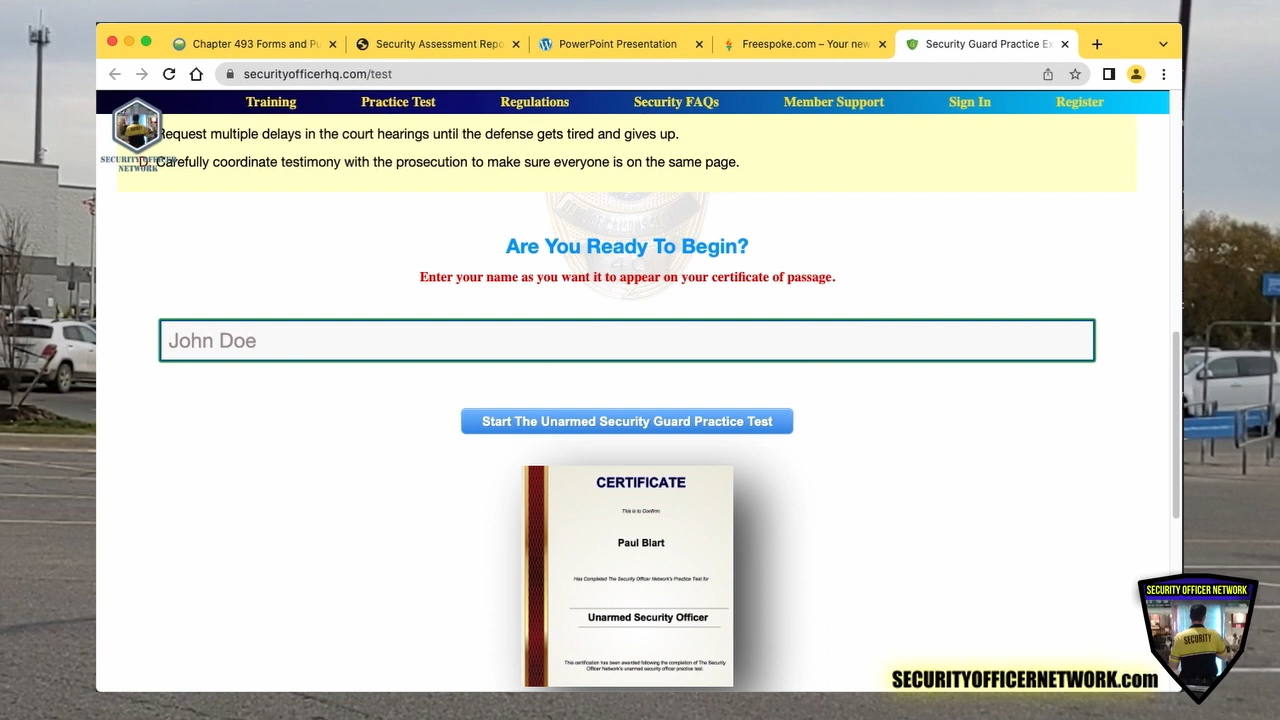 Chapter 493 Forms and Pu
Security Assessment Repo
PowerPoint Presentation
Freespoke.com – Your new
Security Guard Practice Ex
securityofficerhq.com/test
Training
Practice Test
Regulations
Security FAQs
Member Support
Sign In
Register
SECURITY OFFICER
NETWORK
Request multiple delays in the court hearings until the defense gets tired and gives up.
D. Carefully coordinate testimony with the prosecution to make sure everyone is on the same page.
Are You Ready To Begin?
Enter your name as you want it to appear on your certificate of passage.
John Doe
Start The Unarmed Security Guard Practice Test
CERTIFICATE
This is to Confirm:
Paul Blart
Has Completed The Security Officer Network's Practice Test for
Unarmed Security Officer
This certification has been awarded following the completion of The Security
Officer Network's unarmed security officer practice test.
SECURITY OFFICER NETWORK
SECURITY
SECURITYOFFICERNETWORK.com